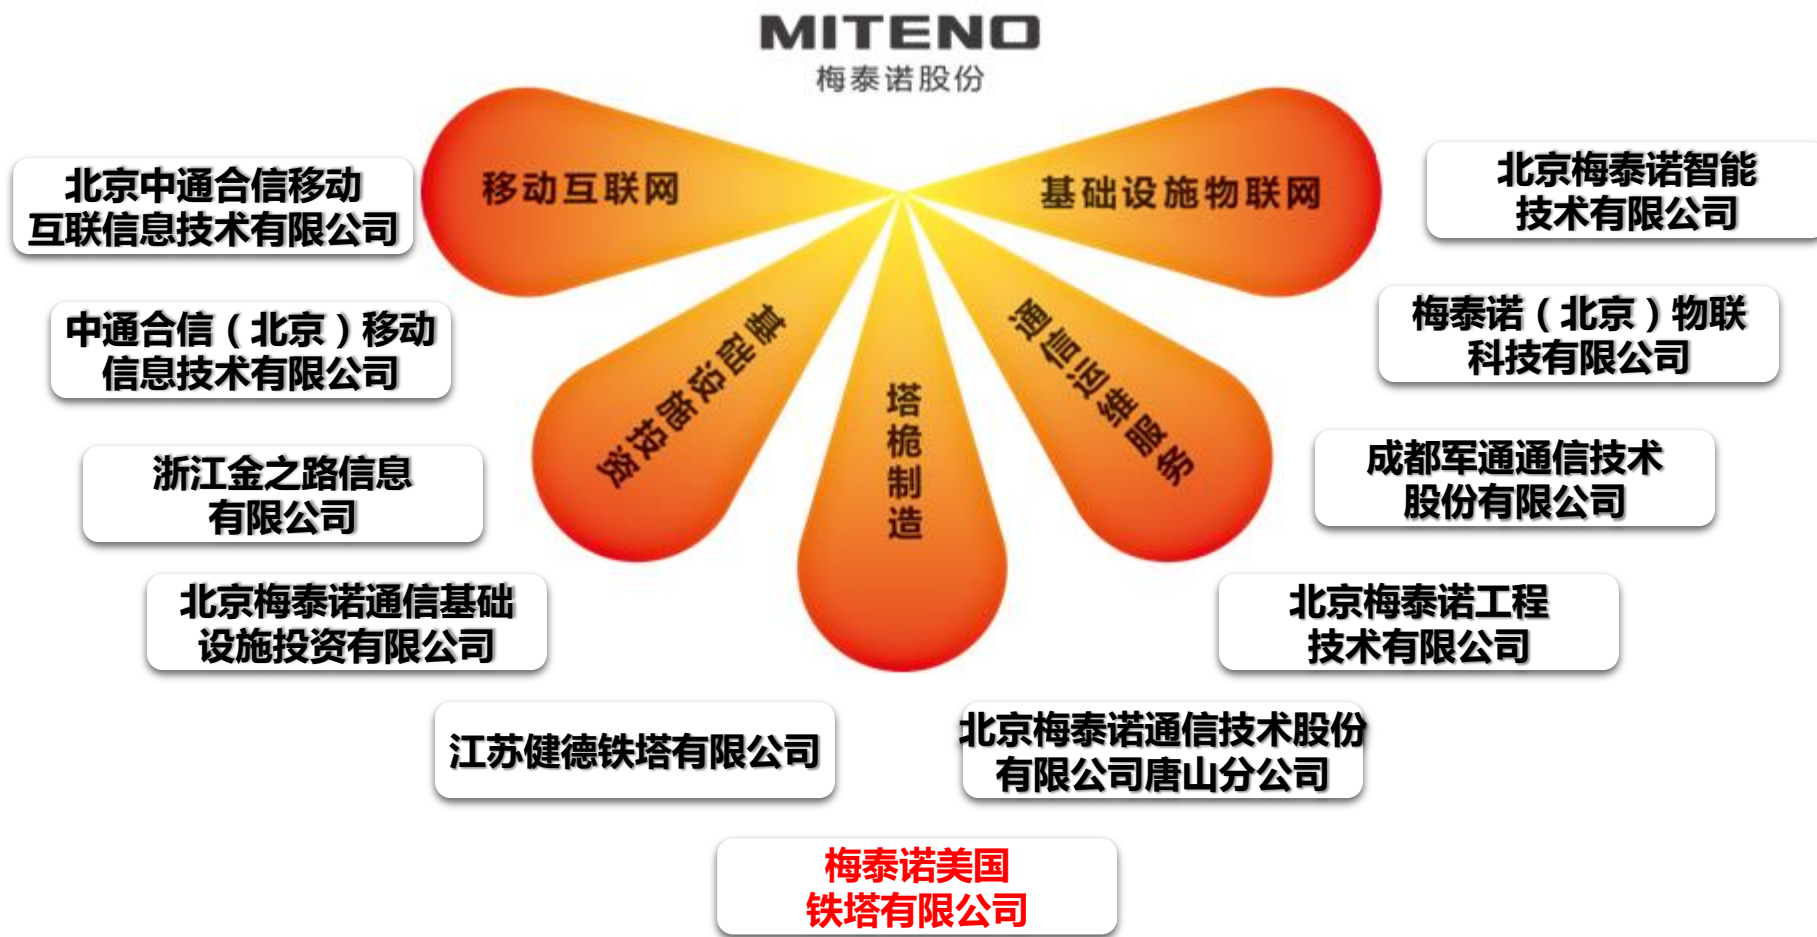 MITENO
梅泰诺股份
移动互联网
基础设施投资
塔桅制造
通信运维服务
基础设施物联网
北京中通合信移动
互联信息技术有限公司
中通合信（北京）移动
信息技术有限公司
浙江金之路信息
有限公司
北京梅泰诺通信基础
设施投资有限公司
江苏健德铁塔有限公司
梅泰诺美国
铁塔有限公司
北京梅泰诺通信技术股份
有限公司唐山分公司
北京梅泰诺工程
技术有限公司
成都军通通信技术
股份有限公司
梅泰诺（北京）物联
科技有限公司
北京梅泰诺智能
技术有限公司